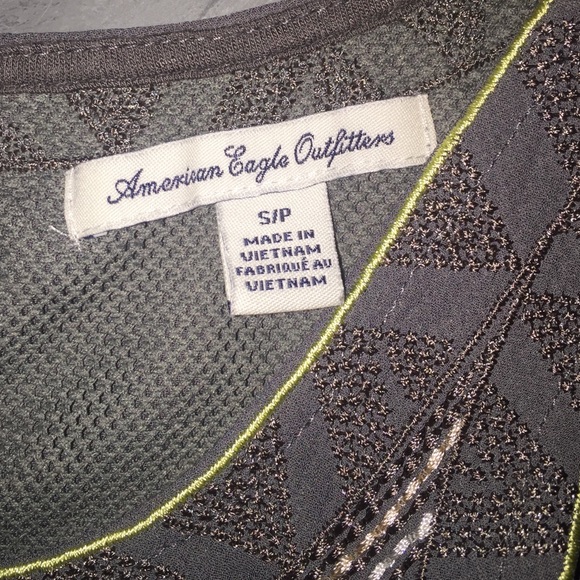 American Eagle Outfitters
S/P
MADE IN
VIETNAM
FABRIQUÉ AU
VIETNAM